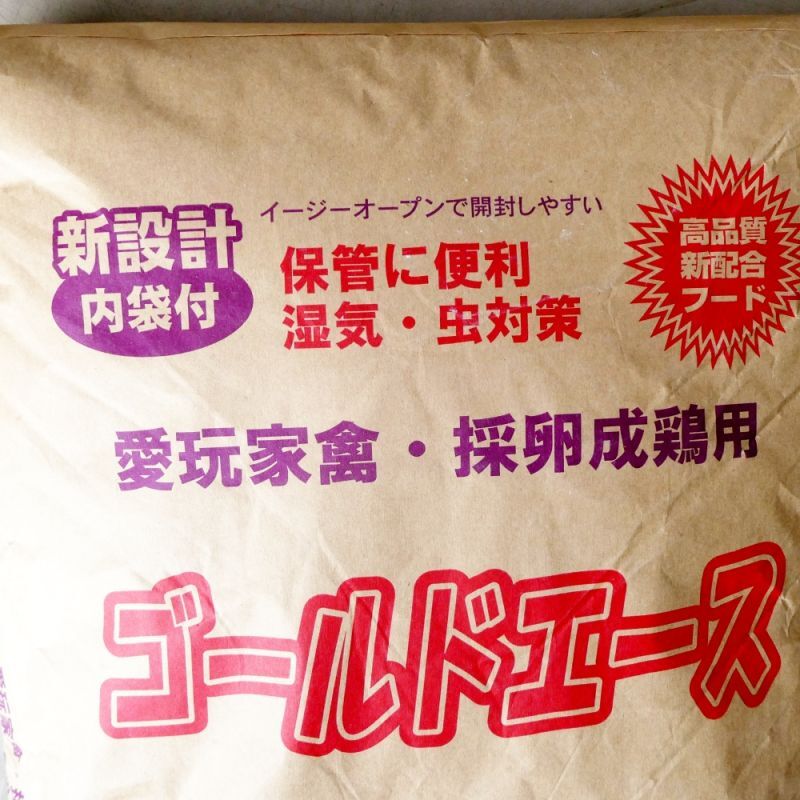 新設計
内袋付
イージーオープンで開封しやすい
保管に便利
湿気・虫対策
高品質
新配合
フード
愛玩家禽・採卵成鶏用
ゴールドエース